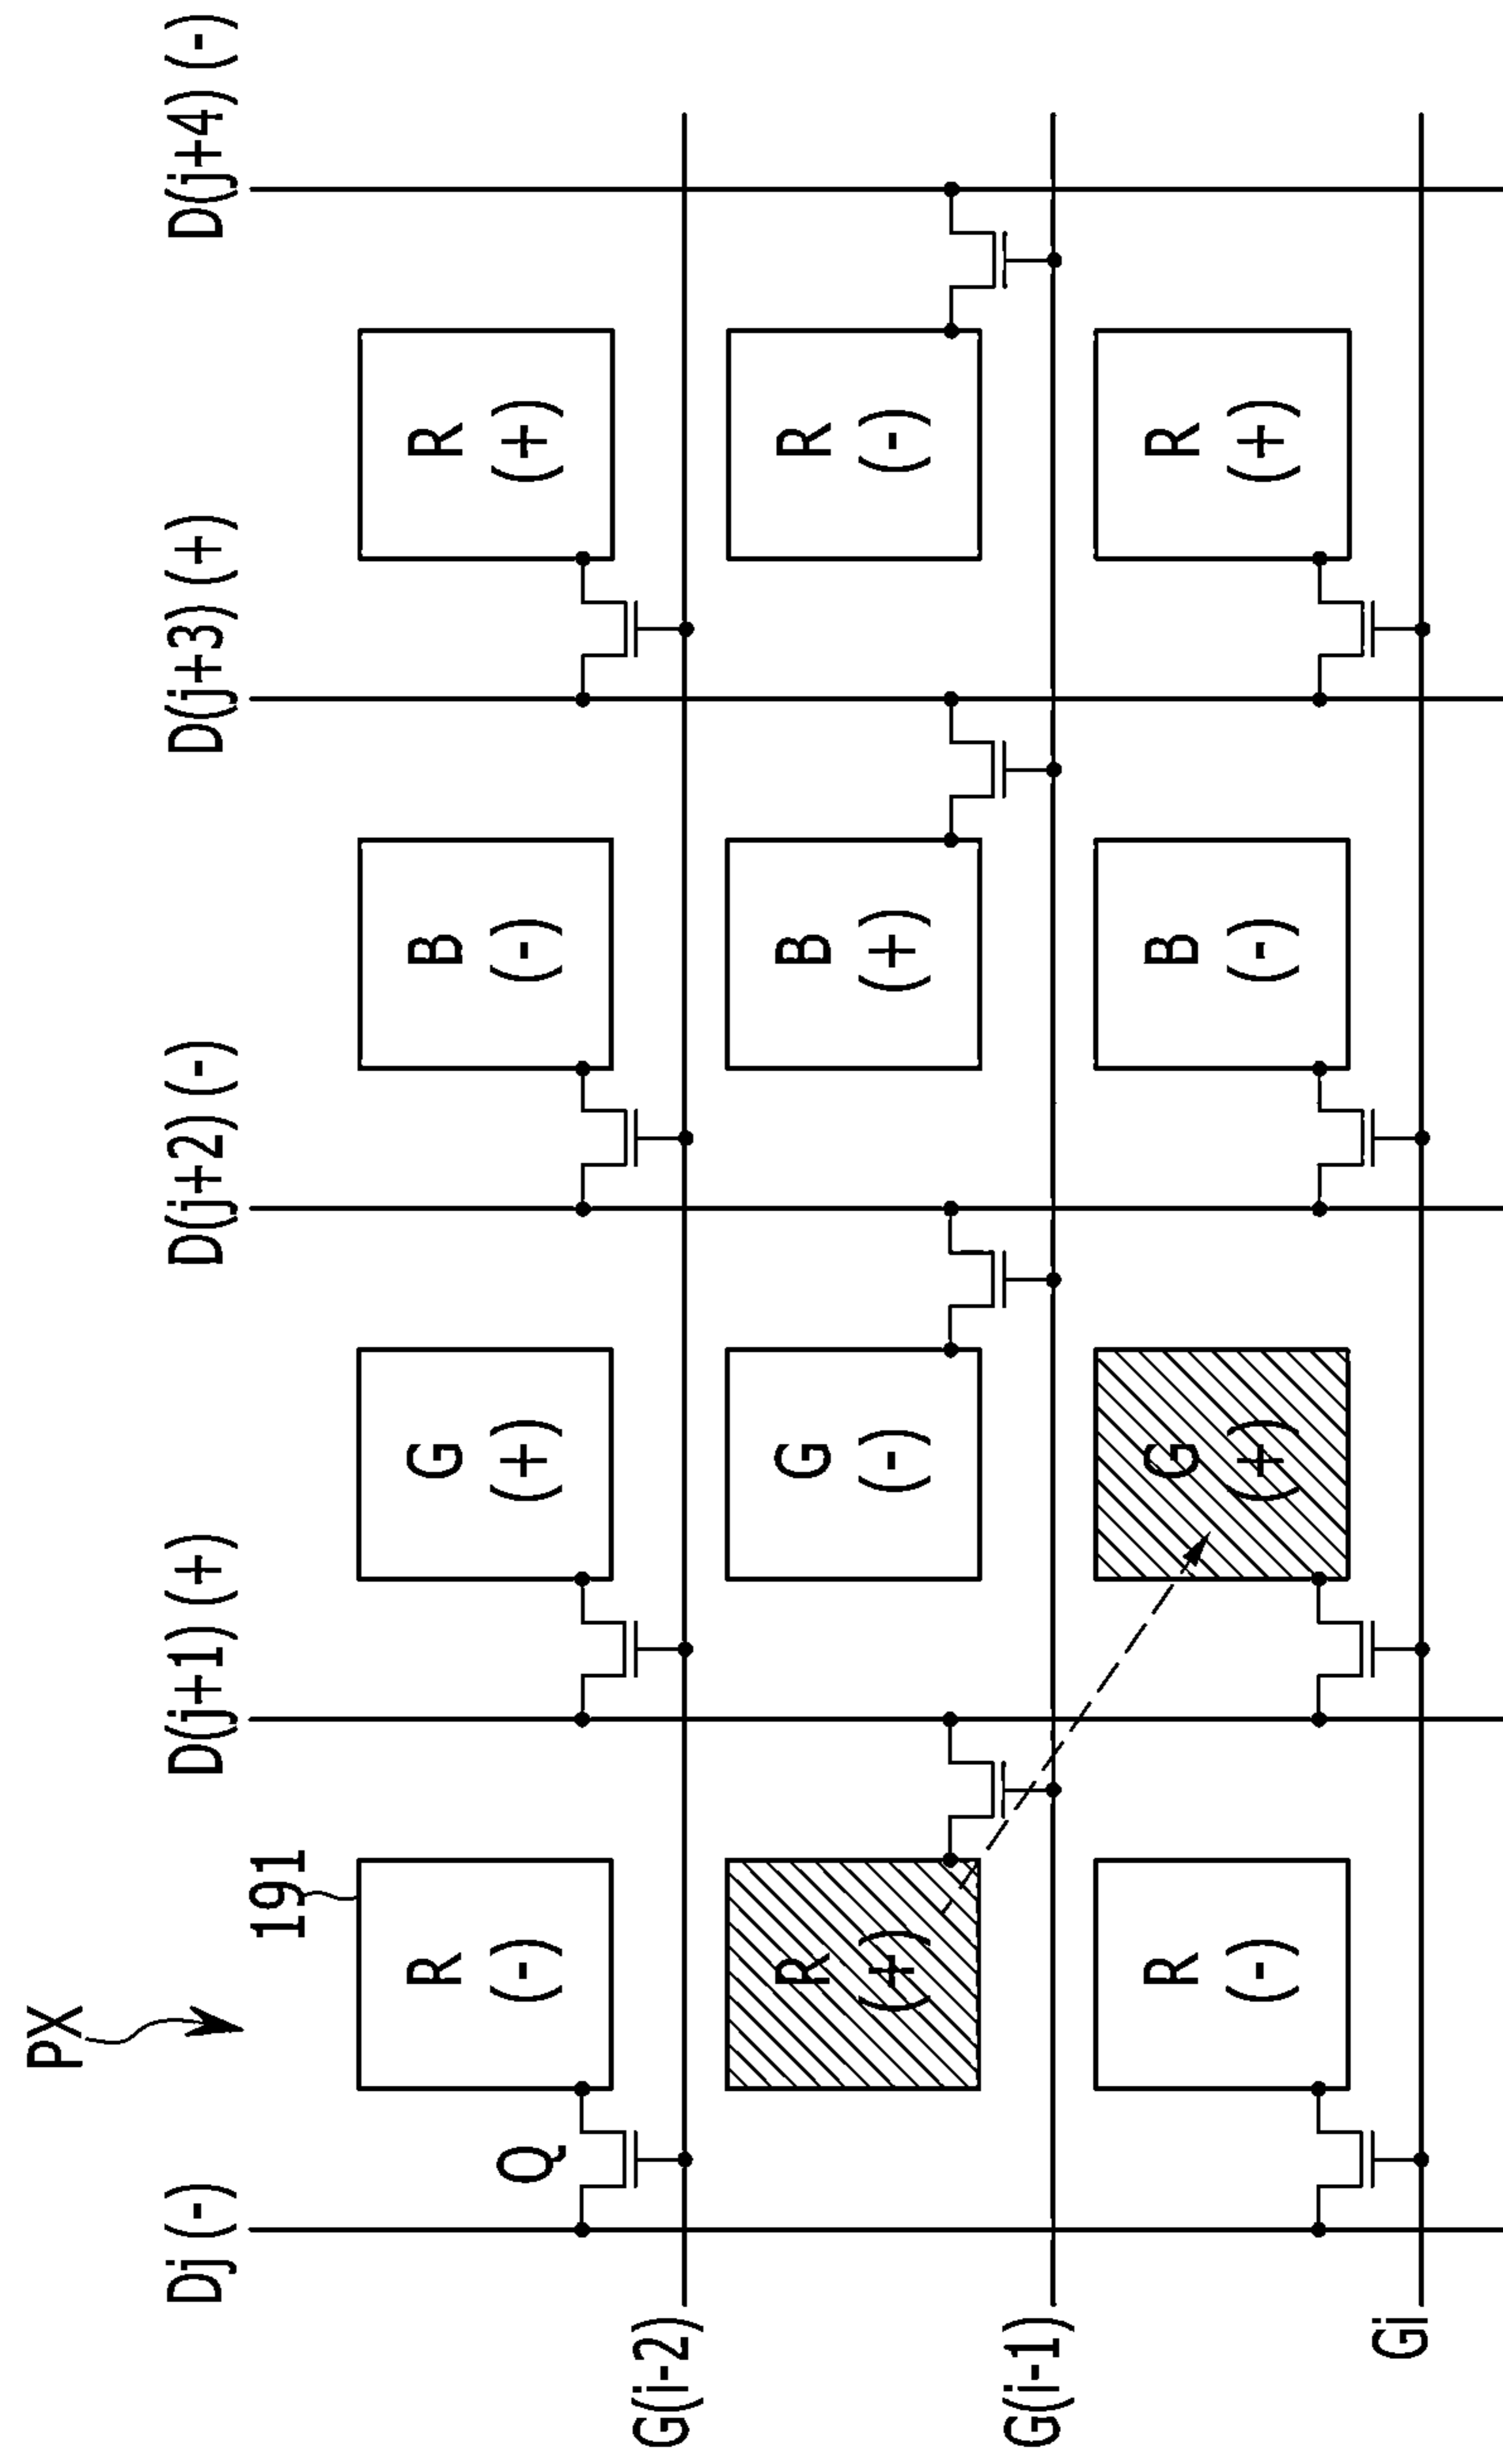 PX
Dj (-)
D(j+1) (+)
D(j+2) (-)
D(j+3) (+)
D(j+4) (-)
191
R
G
B
R
Q
(-)
(+)
(-)
(+)
G(i-2)
R
G
B
R
(+)
(-)
(+)
(-)
G(i-1)
R
G
B
R
(-)
(+)
(-)
(+)
Gi